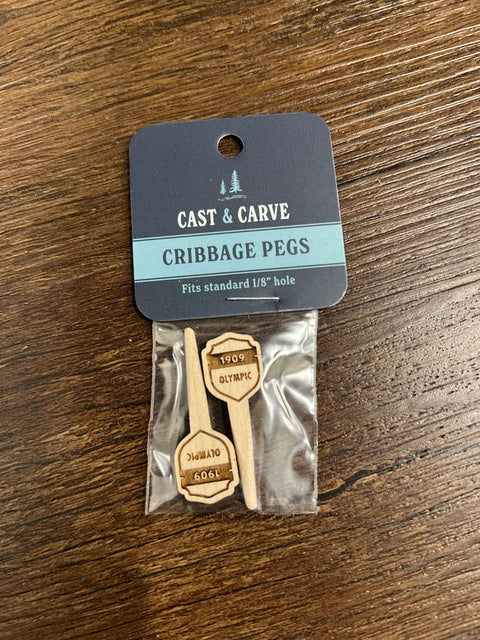 CAST & CARVE
CRIBBAGE PEGS
Fits standard 1/8" hole
1909
OLYMPIC
OLYMPIC
1909